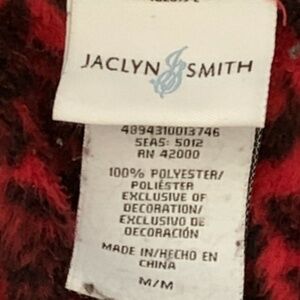 JACLYN SMITH
4894310013746
SEAS: 5012
RN 42000
100% POLYESTER/
POLIÉSTER
EXCLUSIVE OF
DECORATION/
EXCLUSIVO DE
DECORACIÓN
MADE IN/HECHO EN
CHINA
M/M